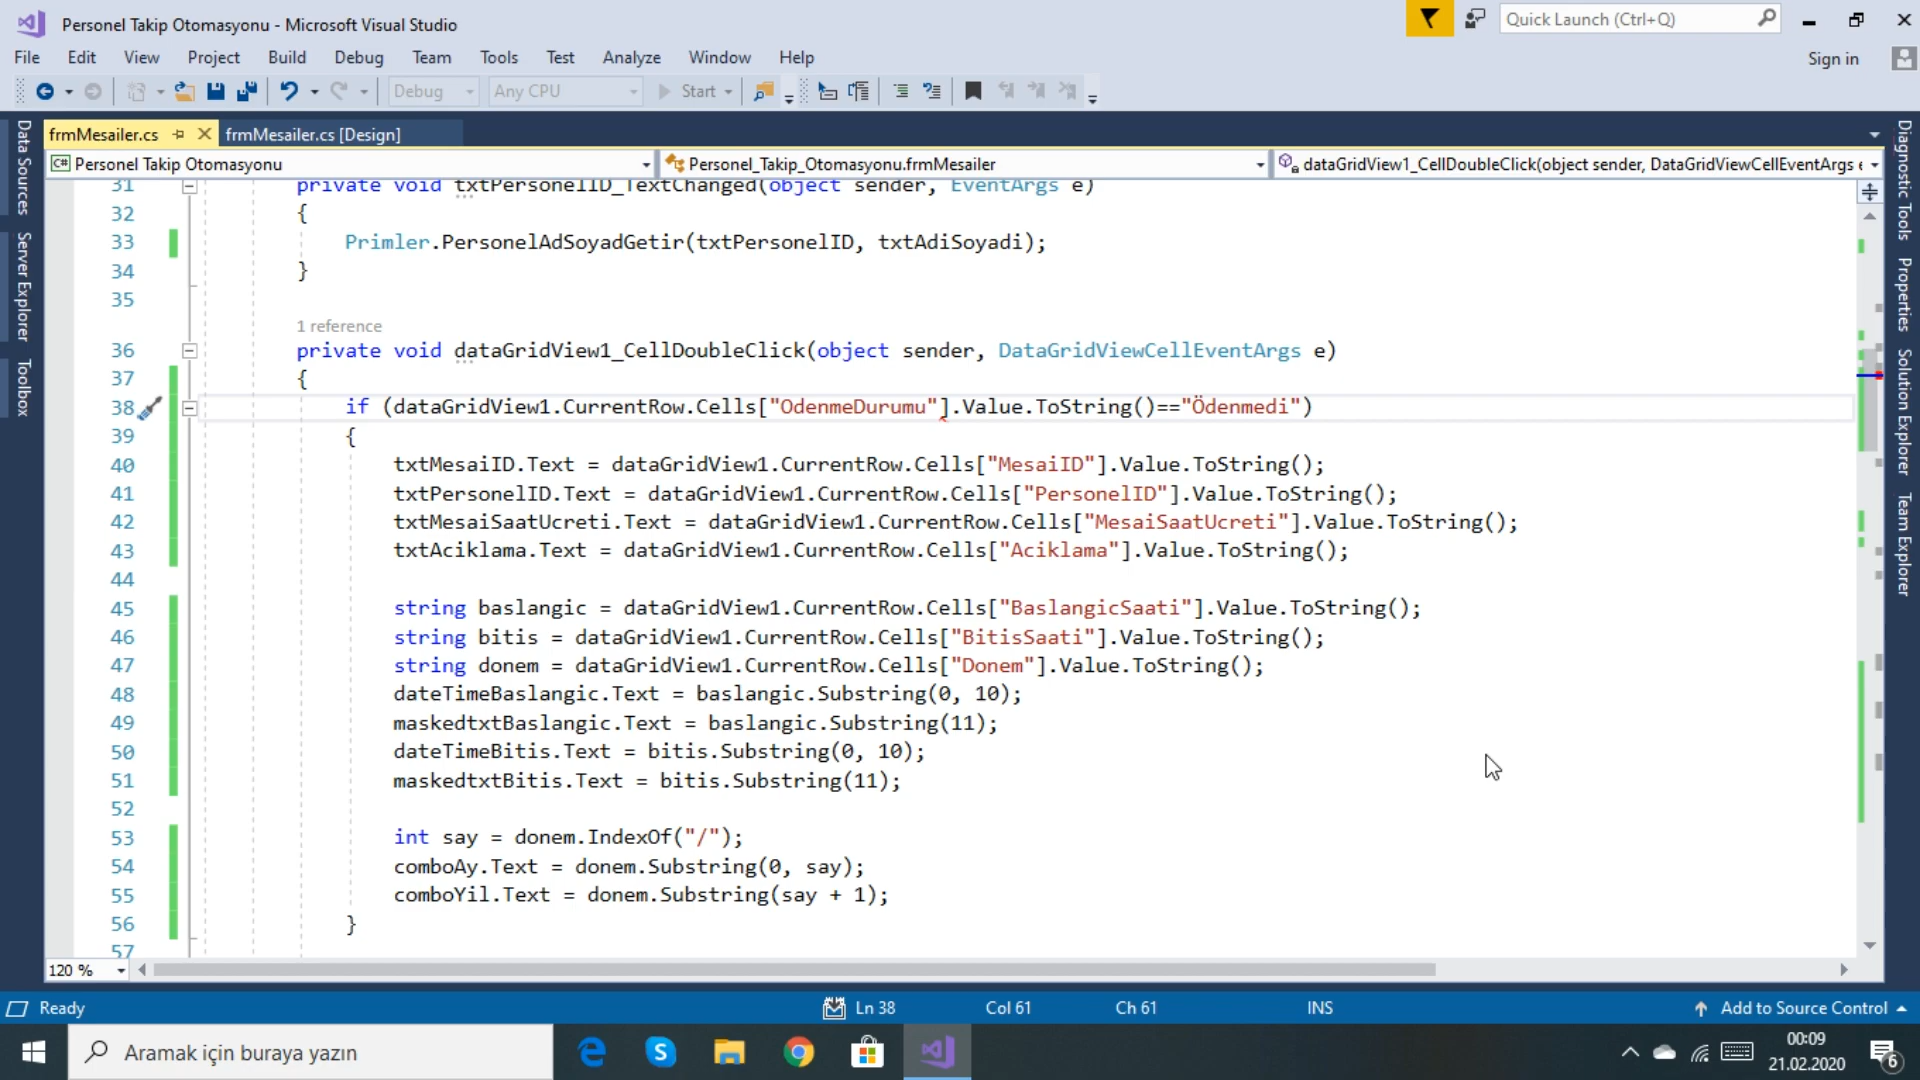 Personel Takip Otomasyonu - Microsoft Visual Studio
Quick Launch (Ctrl+Q)
File Edit View Project Build Debug Team Tools Test Analyze Window Help
Sign in
Debug Any CPU Start
frmMesailer.cs frmMesailer.cs [Design]
C# Personel Takip Otomasyonu Personel_Takip_Otomasyonu.frmMesailer dataGridView1_CellDoubleClick(object sender, DataGridViewCellEventArgs e
Data Sources
Server Explorer
Toolbox
31 private void txtPersonelID_TextChanged(object sender, EventArgs e)
32 {
33 Primler.PersonelAdSoyadGetir(txtPersonelID, txtAdiSoyadi);
34 }
35
1 reference
36 private void dataGridView1_CellDoubleClick(object sender, DataGridViewCellEventArgs e)
37 {
38 if (dataGridView1.CurrentRow.Cells["OdenmeDurumu"].Value.ToString()=="Ödenmedi")
39 {
40 txtMesaiID.Text = dataGridView1.CurrentRow.Cells["MesaiID"].Value.ToString();
41 txtPersonelID.Text = dataGridView1.CurrentRow.Cells["PersonelID"].Value.ToString();
42 txtMesaiSaatUcreti.Text = dataGridView1.CurrentRow.Cells["MesaiSaatUcreti"].Value.ToString();
43 txtAciklama.Text = dataGridView1.CurrentRow.Cells["Aciklama"].Value.ToString();
44
45 string baslangic = dataGridView1.CurrentRow.Cells["BaslangicSaati"].Value.ToString();
46 string bitis = dataGridView1.CurrentRow.Cells["BitisSaati"].Value.ToString();
47 string donem = dataGridView1.CurrentRow.Cells["Donem"].Value.ToString();
48 dateTimeBaslangic.Text = baslangic.Substring(0, 10);
49 maskedtxtBaslangic.Text = baslangic.Substring(11);
50 dateTimeBitis.Text = bitis.Substring(0, 10);
51 maskedtxtBitis.Text = bitis.Substring(11);
52
53 int say = donem.IndexOf("/");
54 comboAy.Text = donem.Substring(0, say);
55 comboYil.Text = donem.Substring(say + 1);
56 }
57
Diagnostic Tools
Properties
Solution Explorer
Team Explorer
120 %
Ready Ln 38 Col 61 Ch 61 INS Add to Source Control
Aramak için buraya yazın
00:09
21.02.2020
6